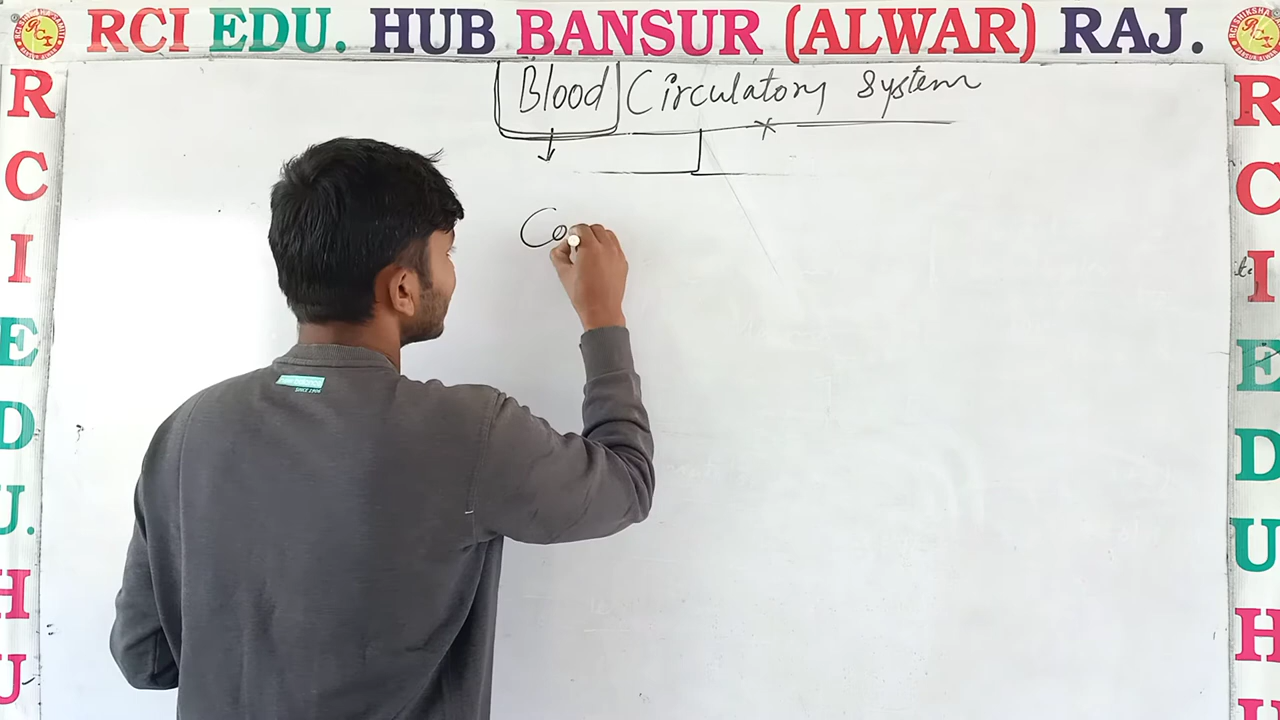 RCI EDU. HUB BANSUR (ALWAR) RAJ.
Blood Circulatory System
Co
R
C
I
E
D
U.
H
U
R
C
I
E
D
U
H
U